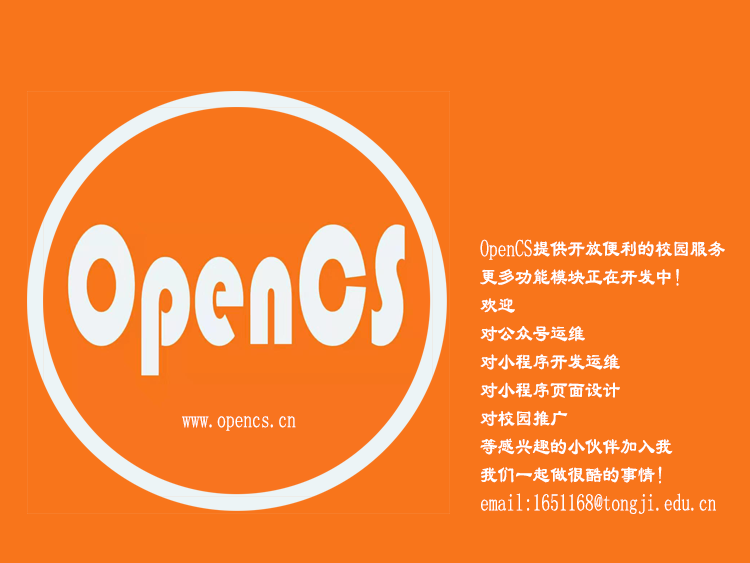 OpenCS
www.opencs.cn
OpenCS提供开放便利的校园服务
更多功能模块正在开发中!
欢迎
对公众号运维
对小程序开发运维
对小程序页面设计
对校园推广
等感兴趣的小伙伴加入我
我们一起做很酷的事情!
email:1651168@tongji.edu.cn